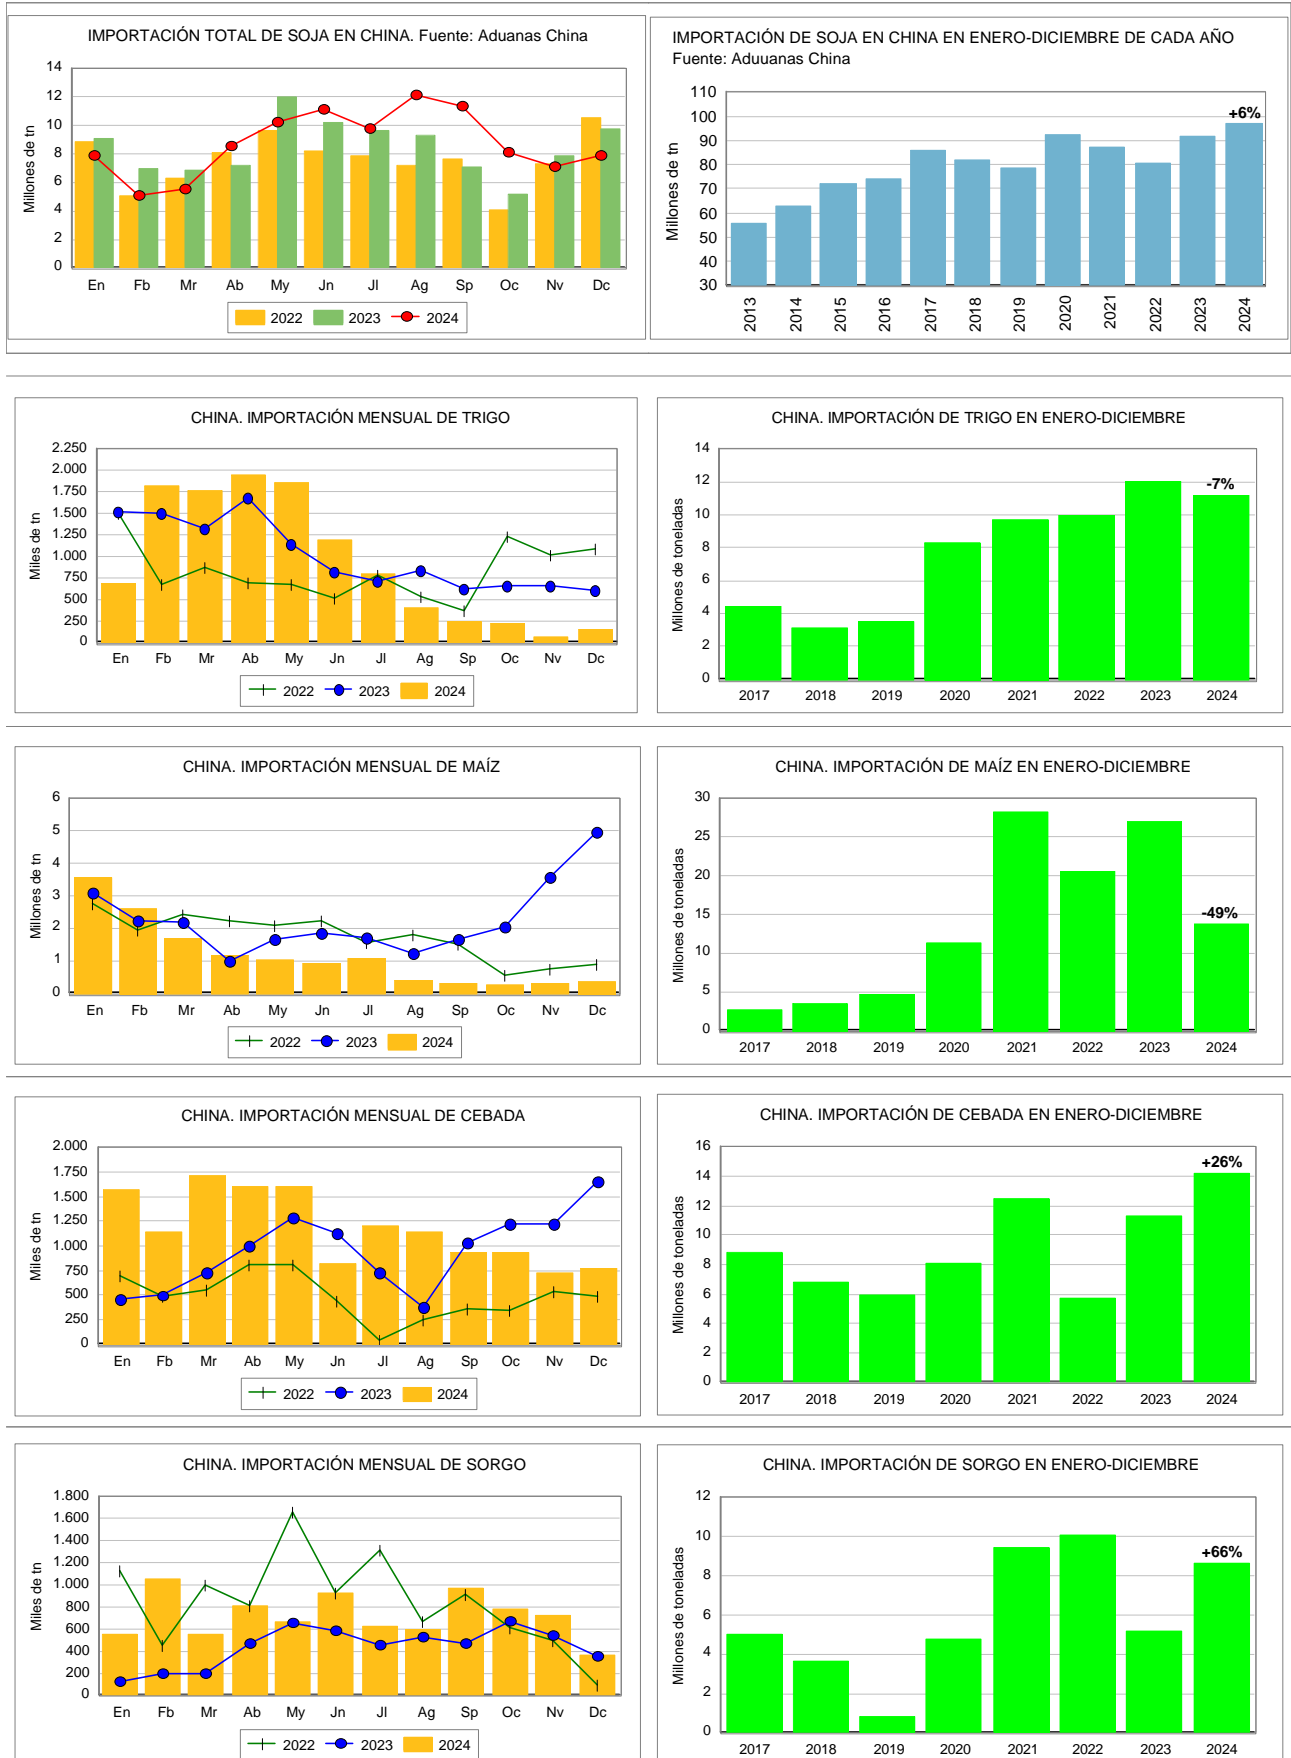 IMPORTACIÓN TOTAL DE SOJA EN CHINA. Fuente: Aduanas China
Millones de tn
14
12
10
8
6
4
2
0
En Fb Mr Ab My Jn Jl Ag Sp Oc Nv Dc
2022 2023 2024
IMPORTACIÓN DE SOJA EN CHINA EN ENERO-DICIEMBRE DE CADA AÑO
Fuente: Aduuanas China
Millones de tn
110
100
90
80
70
60
50
40
30
+6%
2013 2014 2015 2016 2017 2018 2019 2020 2021 2022 2023 2024
CHINA. IMPORTACIÓN MENSUAL DE TRIGO
Miles de tn
2.250
2.000
1.750
1.500
1.250
1.000
750
500
250
0
En Fb Mr Ab My Jn Jl Ag Sp Oc Nv Dc
2022 2023 2024
CHINA. IMPORTACIÓN DE TRIGO EN ENERO-DICIEMBRE
Millones de toneladas
14
12
10
8
6
4
2
0
-7%
2017 2018 2019 2020 2021 2022 2023 2024
CHINA. IMPORTACIÓN MENSUAL DE MAÍZ
Millones de tn
6
5
4
3
2
1
0
En Fb Mr Ab My Jn Jl Ag Sp Oc Nv Dc
2022 2023 2024
CHINA. IMPORTACIÓN DE MAÍZ EN ENERO-DICIEMBRE
Millones de toneladas
30
25
20
15
10
5
0
-49%
2017 2018 2019 2020 2021 2022 2023 2024
CHINA. IMPORTACIÓN MENSUAL DE CEBADA
Miles de tn
2.000
1.750
1.500
1.250
1.000
750
500
250
0
En Fb Mr Ab My Jn Jl Ag Sp Oc Nv Dc
2022 2023 2024
CHINA. IMPORTACIÓN DE CEBADA EN ENERO-DICIEMBRE
Millones de toneladas
16
14
12
10
8
6
4
2
0
+26%
2017 2018 2019 2020 2021 2022 2023 2024
CHINA. IMPORTACIÓN MENSUAL DE SORGO
Miles de tn
1.800
1.600
1.400
1.200
1.000
800
600
400
200
0
En Fb Mr Ab My Jn Jl Ag Sp Oc Nv Dc
2022 2023 2024
CHINA. IMPORTACIÓN DE SORGO EN ENERO-DICIEMBRE
Millones de toneladas
12
10
8
6
4
2
0
+66%
2017 2018 2019 2020 2021 2022 2023 2024